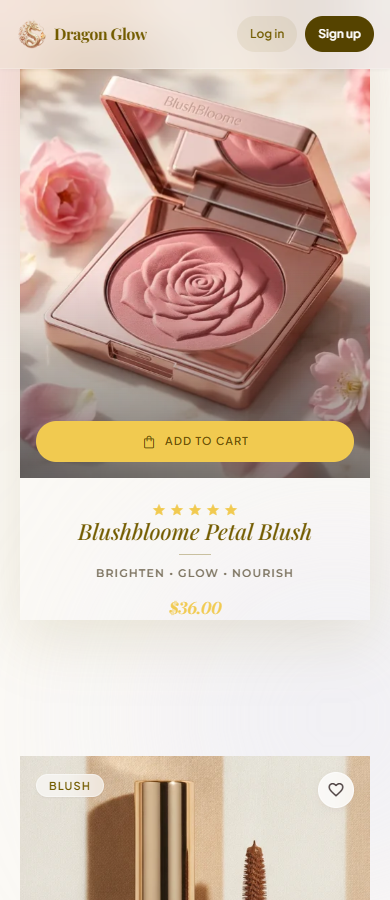 Dragon Glow
Log in
Sign up
BlushBloome
ADD TO CART
Blushbloome Petal Blush
BRIGHTEN • GLOW • NOURISH
$36.00
BLUSH